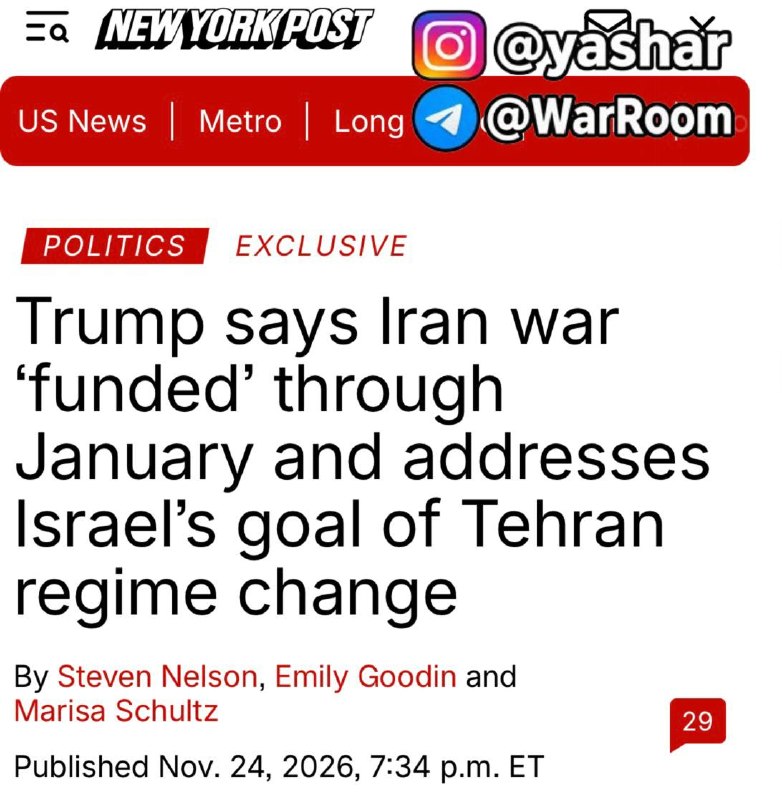 NEW YORK POST
@yashar
US News | Metro | Long
@WarRoom
POLITICS EXCLUSIVE
Trump says Iran war
‘funded’ through
January and addresses
Israel’s goal of Tehran
regime change
By Steven Nelson, Emily Goodin and
Marisa Schultz
29
Published Nov. 24, 2026, 7:34 p.m. ET